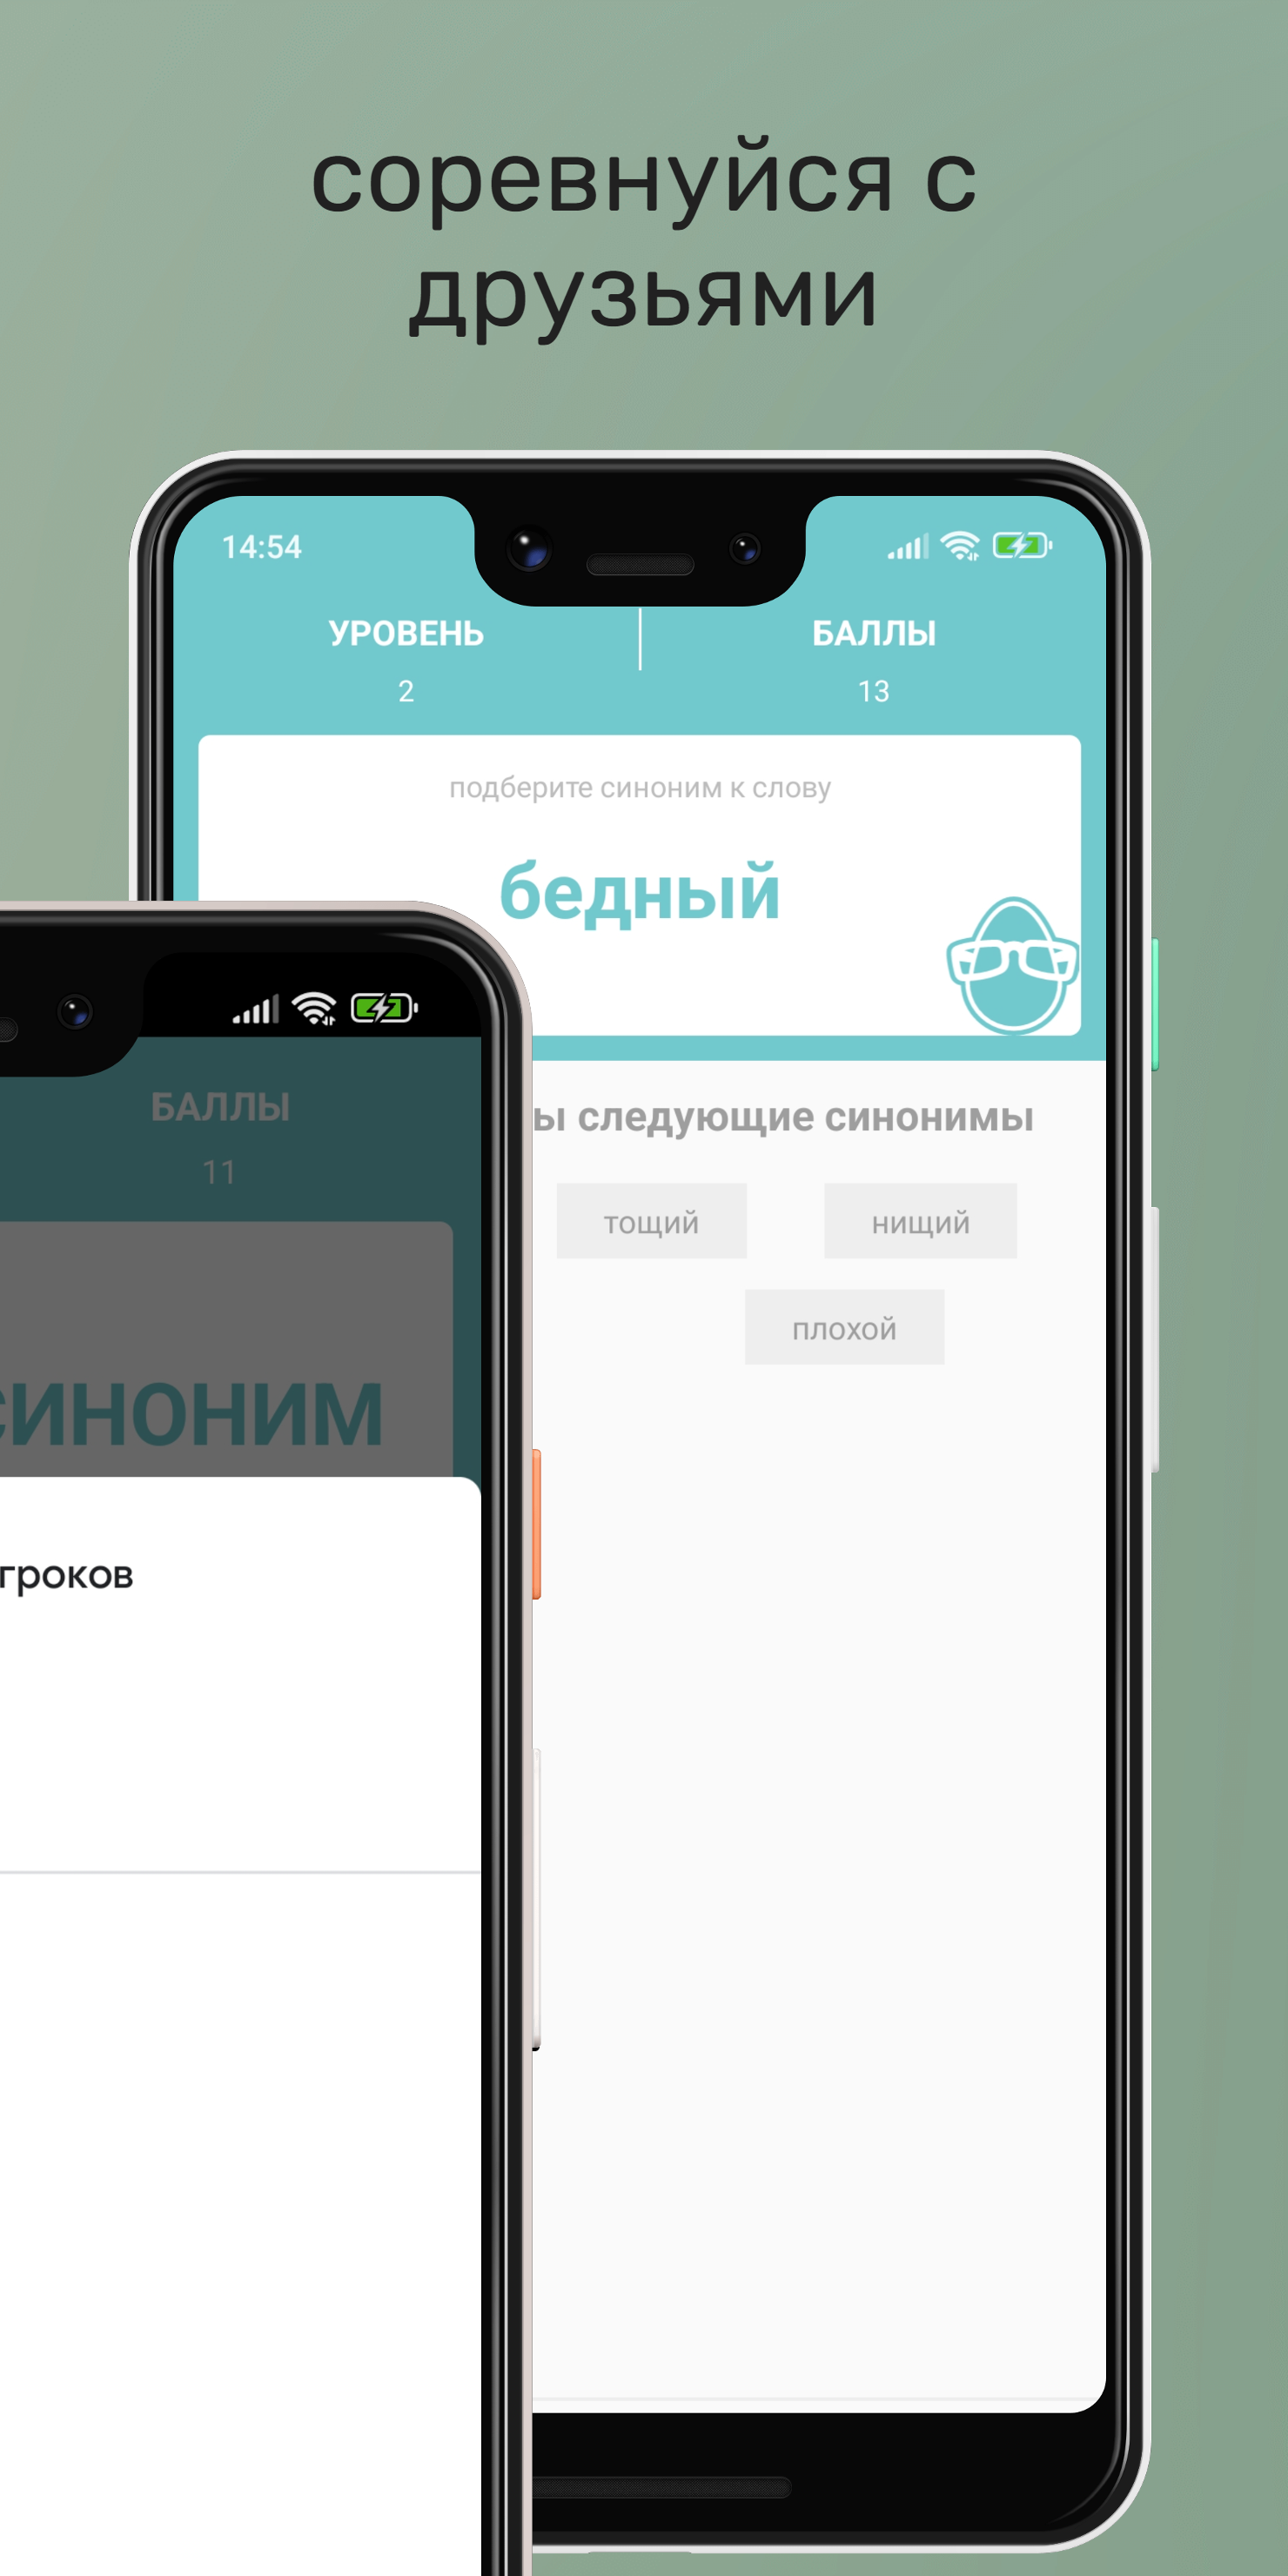 соревнуйся с
друзьями
14:54
УРОВЕНЬ
БАЛЛЫ
2
13
подберите синоним к слову
бедный
следующие синонимы
тощий
нищий
плохой
БАЛЛЫ
11
синоним